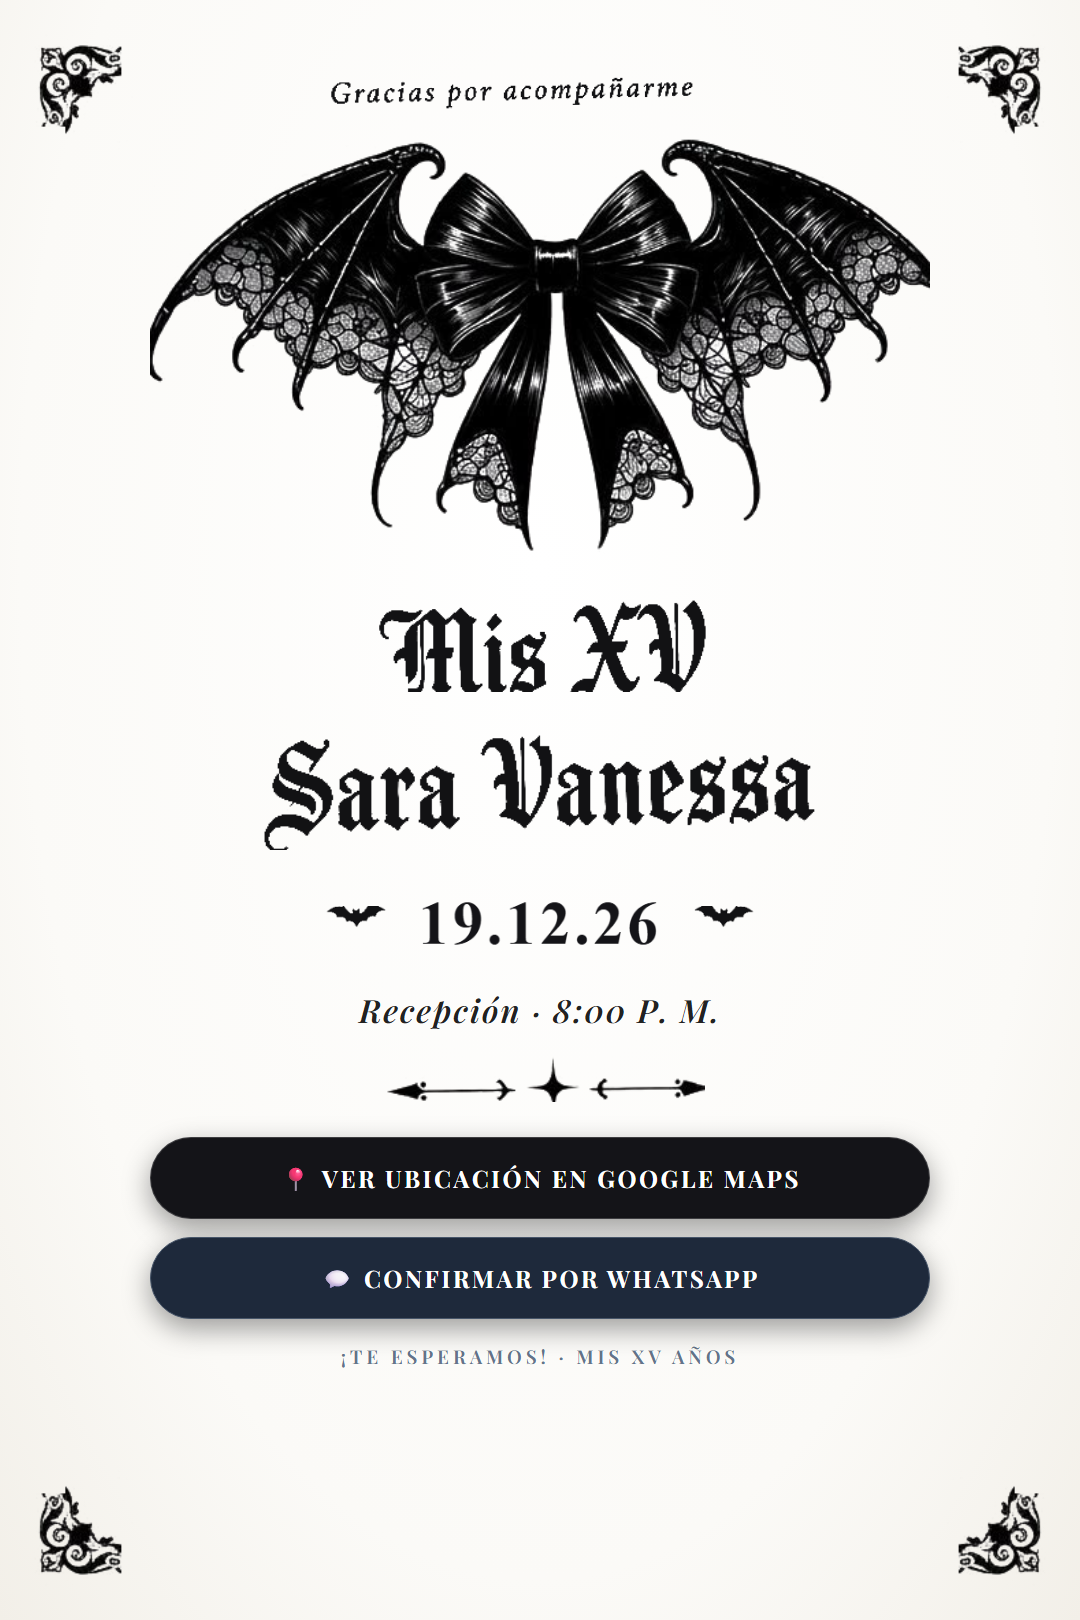 Gracias por acompañarme
Mis XV
Sara Vanessa
19.12.26
Recepción · 8:00 P. M.
📍 VER UBICACIÓN EN GOOGLE MAPS
💬 CONFIRMAR POR WHATSAPP
¡TE ESPERAMOS! · MIS XV AÑOS